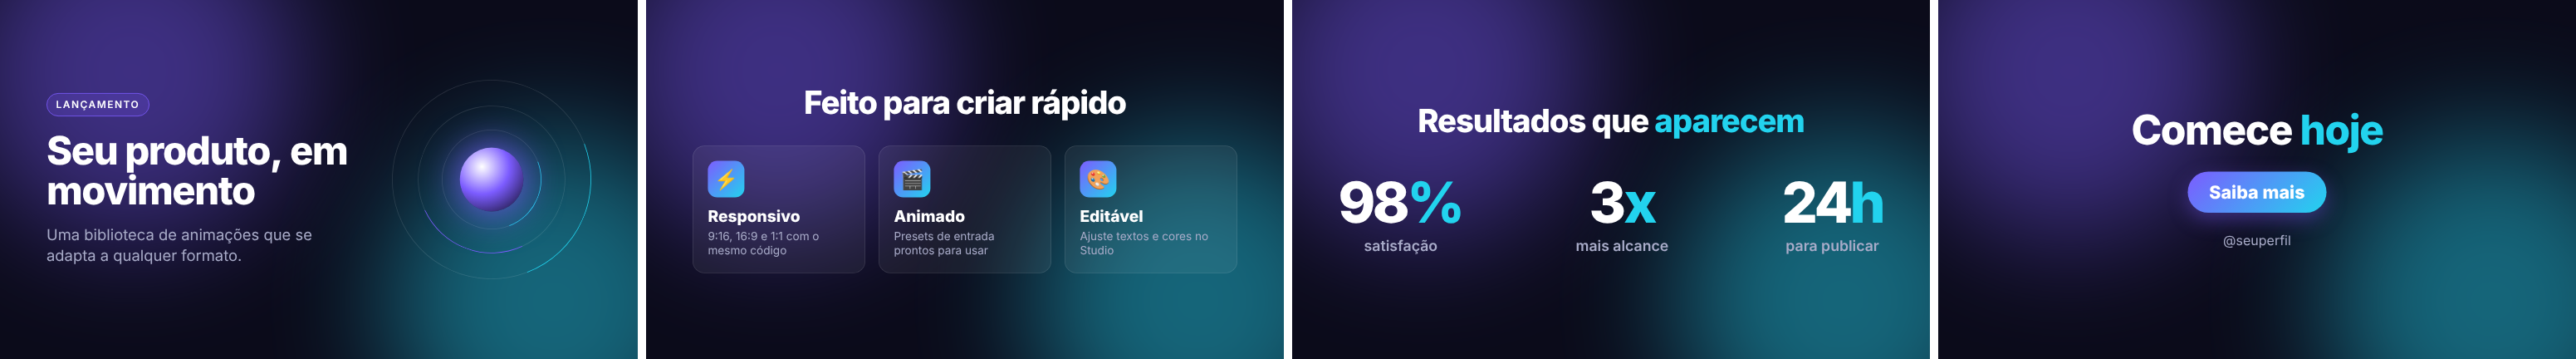 LANÇAMENTO
Seu produto, em
movimento
Uma biblioteca de animações que se
adapta a qualquer formato.
Feito para criar rápido
Responsivo
9:16, 16:9 e 1:1 com o
mesmo código
Animado
Presets de entrada
prontos para usar
Editável
Ajuste textos e cores no
Studio
Resultados que aparecem
98%
satisfação
3x
mais alcance
24h
para publicar
Comece hoje
Saiba mais
@seuperfil